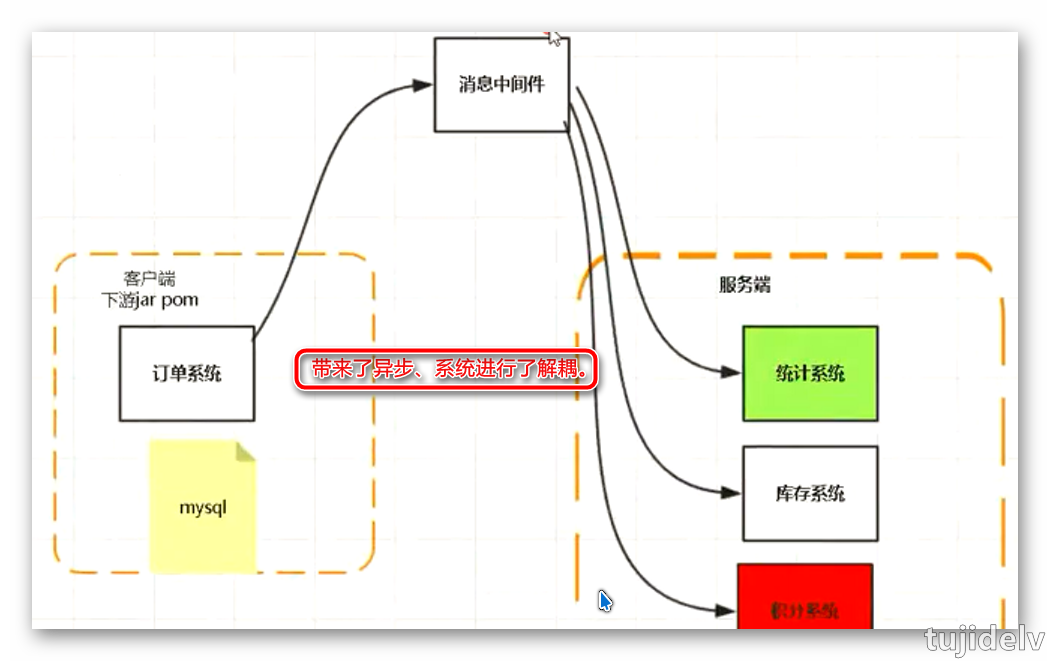 消息中间件
客户端
下游jar pom
服务端
订单系统
带来了异步、系统进行了解耦。
统计系统
mysql
库存系统
积分系统
tujidelv